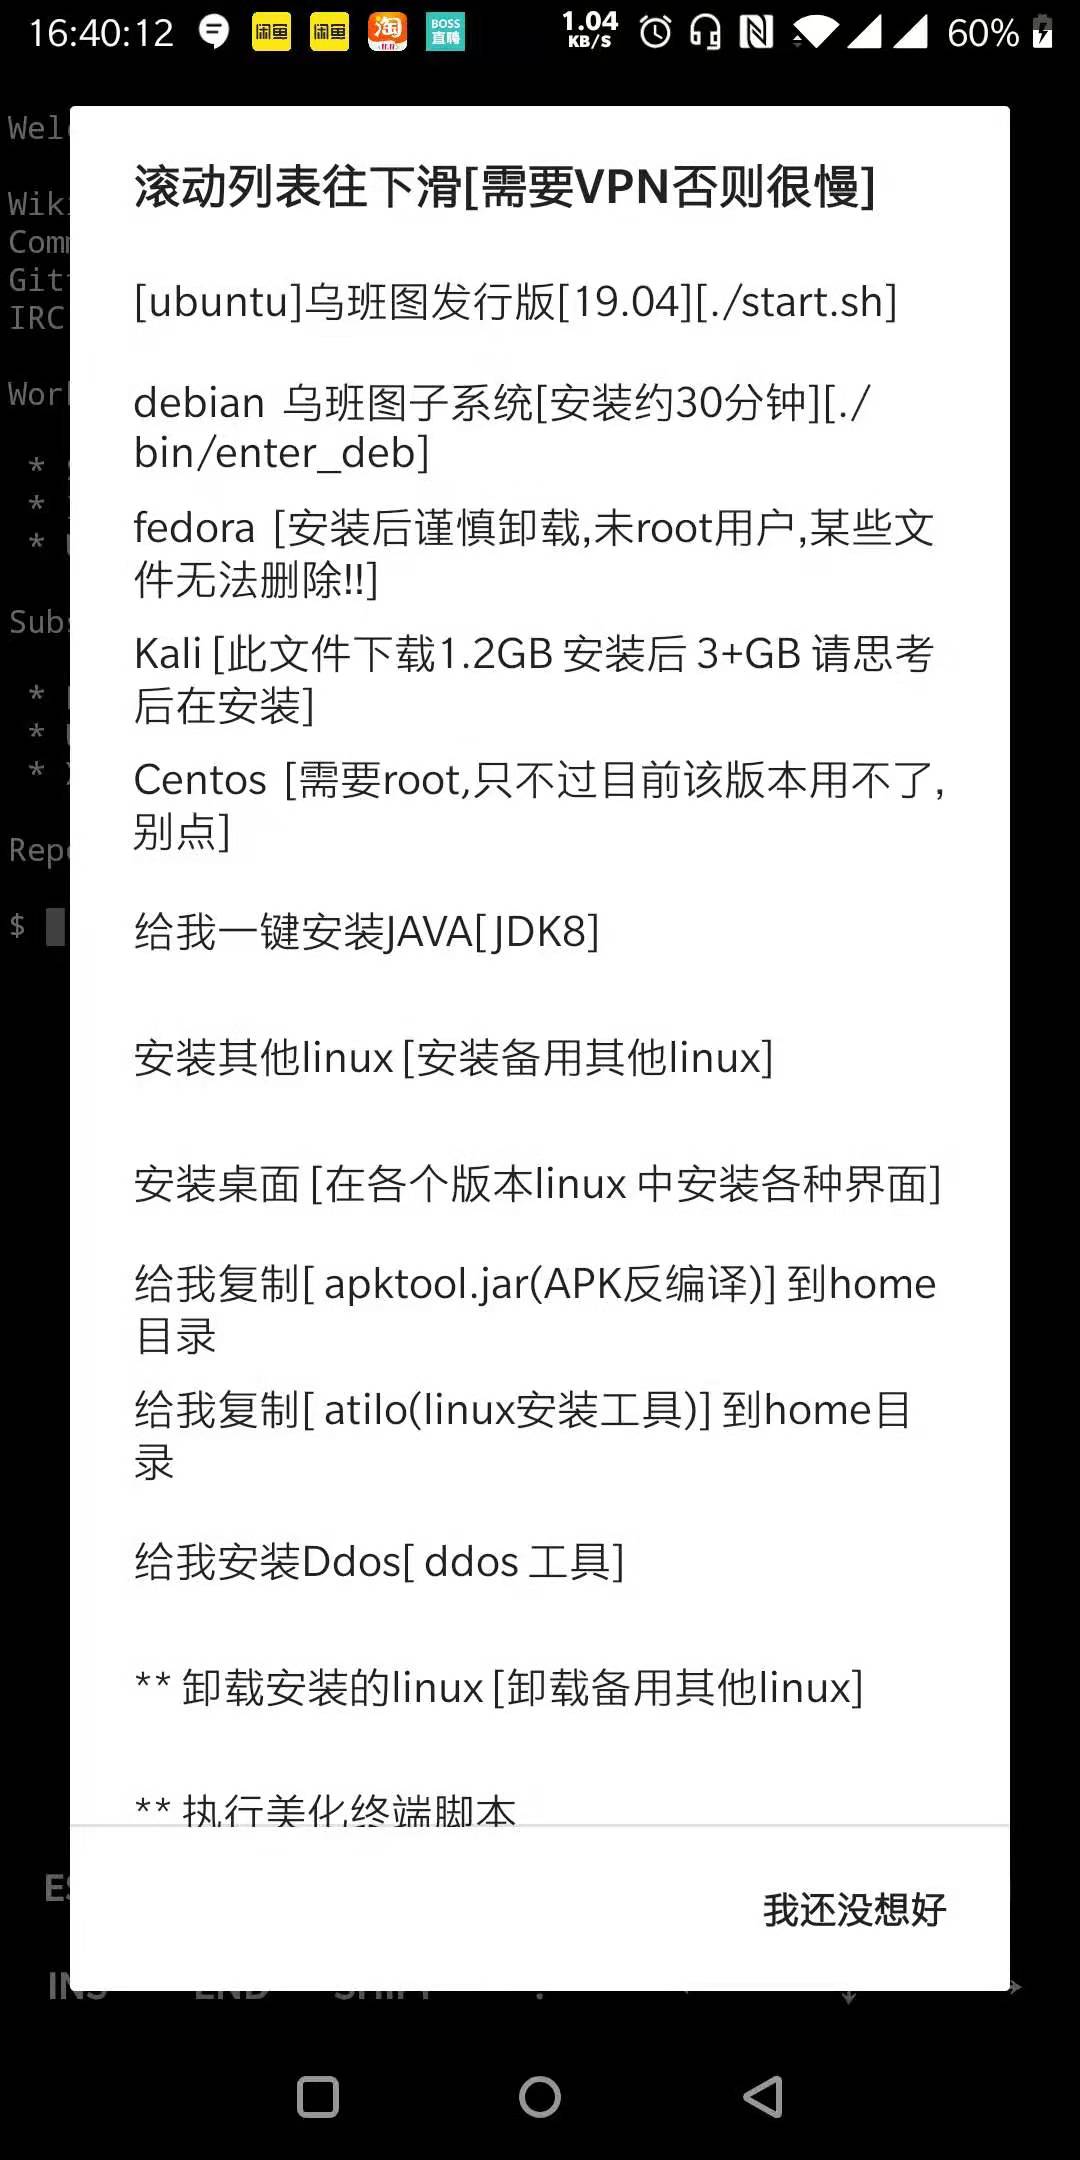 16:40:12 闲鱼 闲鱼 淘 BOSS 直聘 1.04 KB/S 60%
滚动列表往下滑[需要VPN否则很慢]
[ubuntu]乌班图发行版[19.04][./start.sh]
debian 乌班图子系统[安装约30分钟][./
bin/enter_deb]
fedora [安装后谨慎卸载,未root用户,某些文
件无法删除!!]
Kali [此文件下载1.2GB 安装后 3+GB 请思考
后在安装]
Centos [需要root,只不过目前该版本用不了,
别点]
给我一键安装JAVA[JDK8]
安装其他linux [安装备用其他linux]
安装桌面 [在各个版本linux 中安装各种界面]
给我复制[ apktool.jar(APK反编译)] 到home
目录
给我复制[ atilo(linux安装工具)] 到home目
录
给我安装Ddos[ ddos 工具]
** 卸载安装的linux [卸载备用其他linux]
** 执行美化终端脚本
我还没想好
Wel
Wik
Com
Git
IRC
Wor
*
*
*
Subs
*
*
*
Rep
$
INS END SHIFT